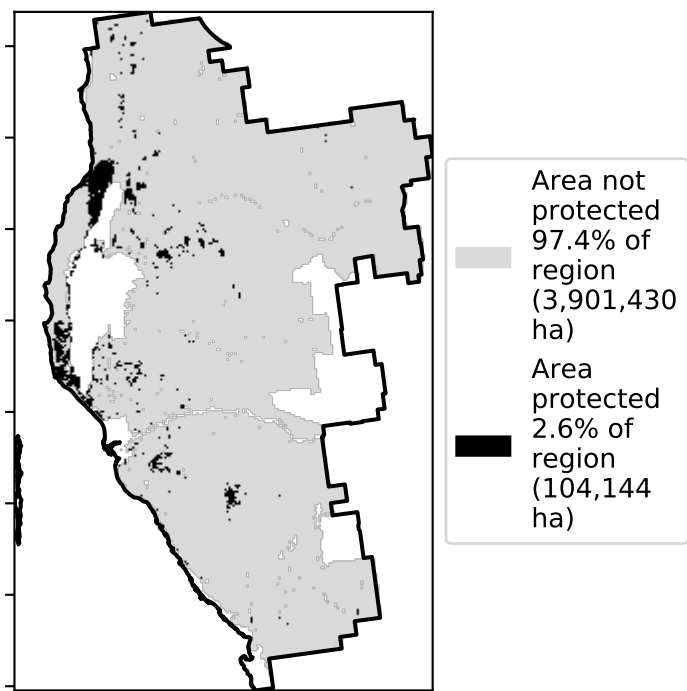 Area not
protected
97.4% of
region
(3,901,430
ha)
Area
protected
2.6% of
region
(104,144
ha)